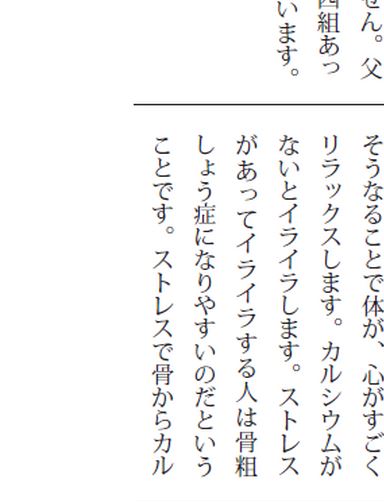 せん。父
四組あっ
います。
そうなることで体が、心がすごく
リラックスします。カルシウムが
ないとイライラします。ストレス
があってイライラする人は骨粗
しょう症になりやすいのだという
ことです。ストレスで骨からカル